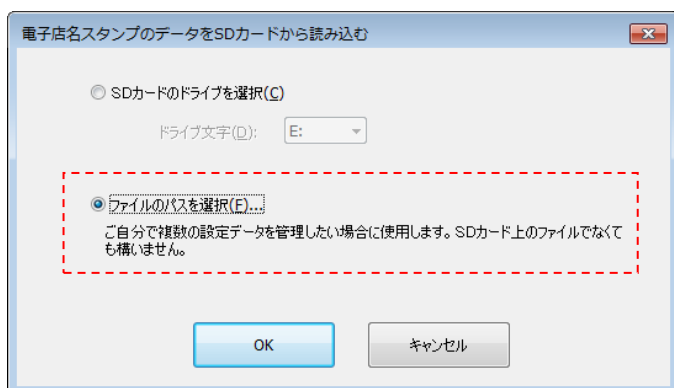 電子店名スタンプのデータをSDカードから読み込む
SDカードのドライブを選択(C)
ドライブ文字(D):
E:
ファイルのパスを選択(F)...
ご自分で複数の設定データを管理したい場合に使用します。SDカード上のファイルでなくて
も構いません。
OK
キャンセル